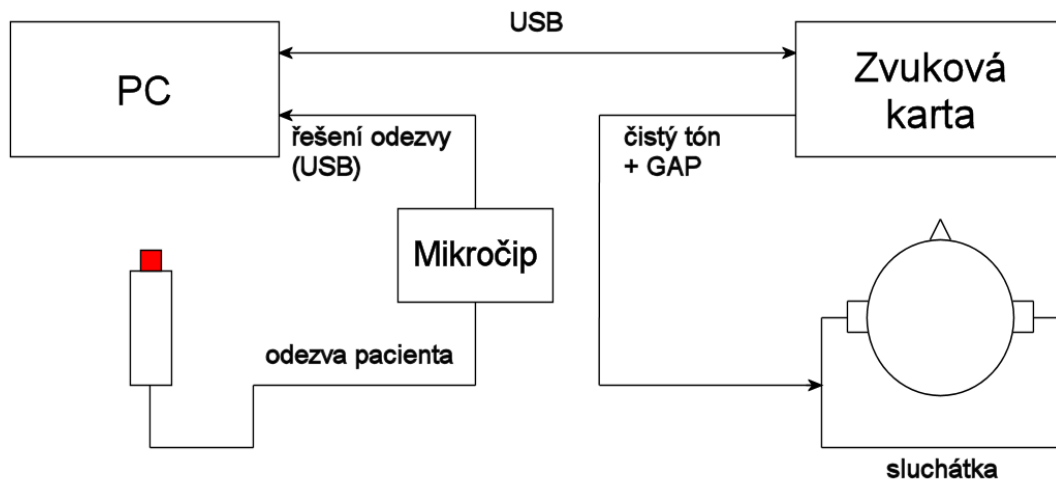 USB
PC
Zvuková
karta
řešení odezvy
(USB)
čistý tón
+ GAP
Mikročip
odezva pacienta
sluchátka